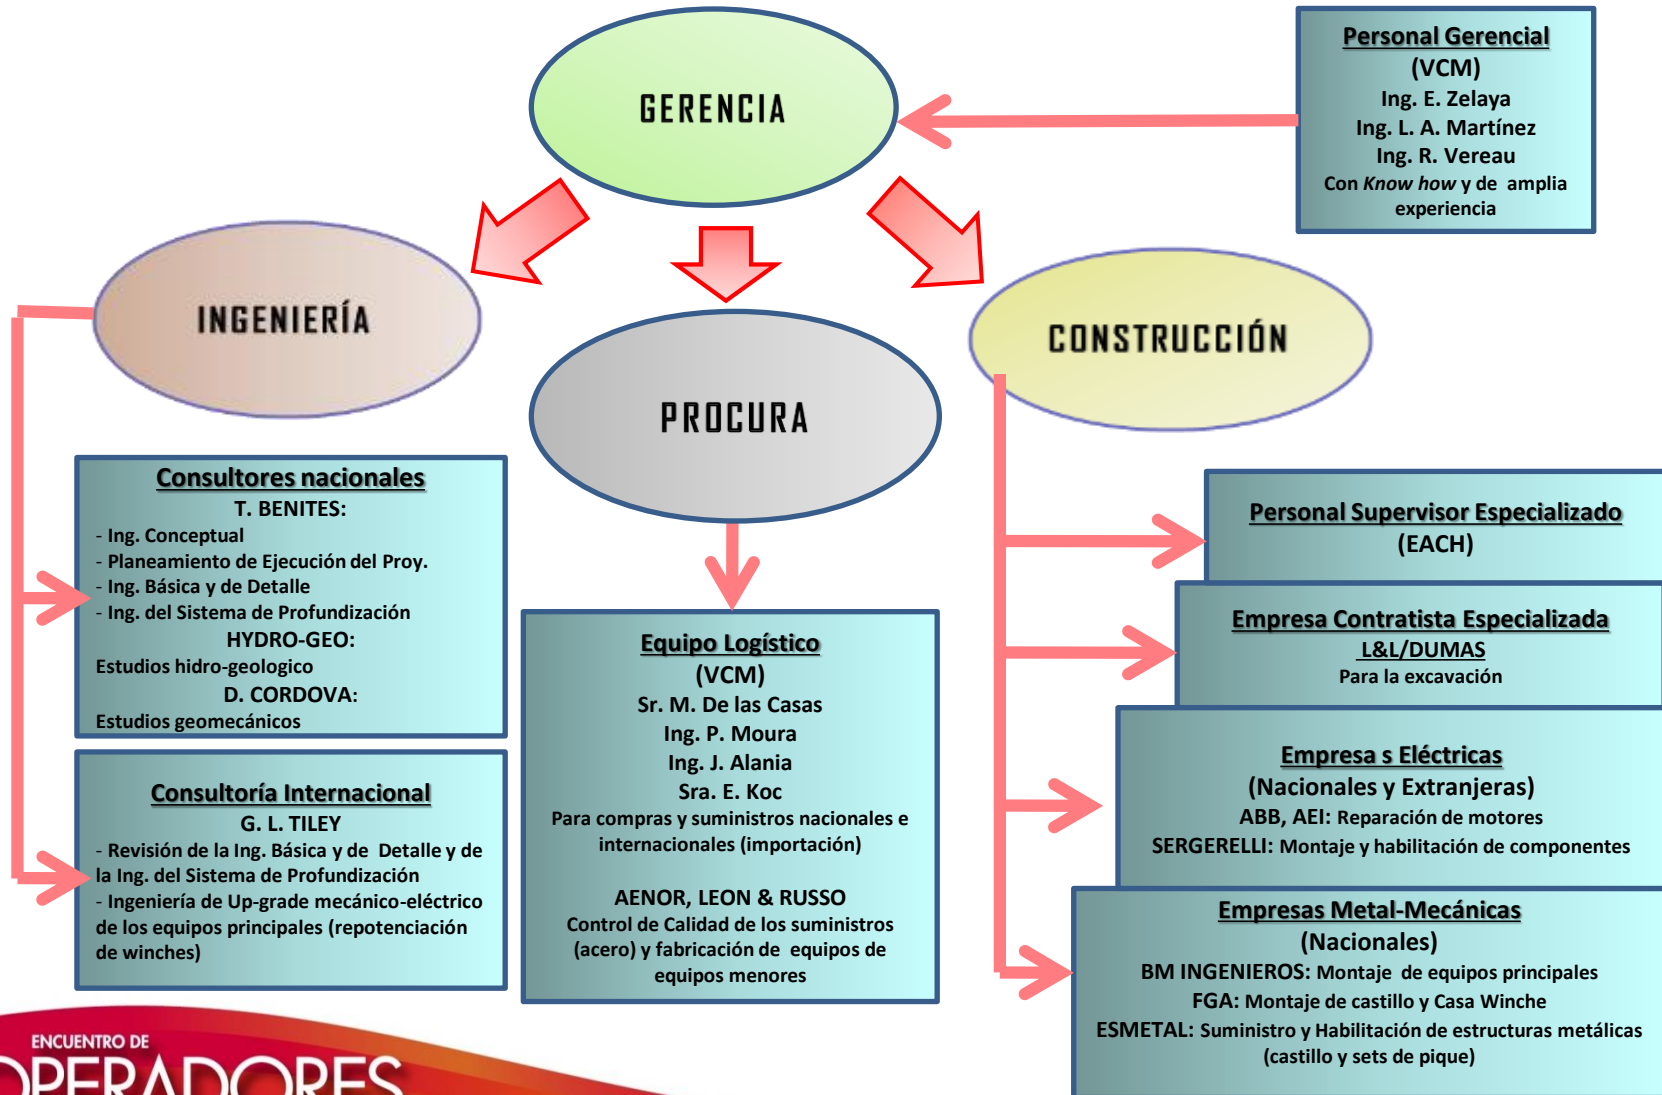 GERENCIA
Personal Gerencial
(VCM)
Ing. E. Zelaya
Ing. L. A. Martínez
Ing. R. Vereau
Con Know how y de amplia
experiencia
INGENIERÍA
PROCURA
CONSTRUCCIÓN
Consultores nacionales
T. BENITES:
- Ing. Conceptual
- Planeamiento de Ejecución del Proy.
- Ing. Básica y de Detalle
- Ing. del Sistema de Profundización
HYDRO-GEO:
Estudios hidro-geologico
D. CORDOVA:
Estudios geomecánicos
Consultoría Internacional
G. L. TILEY
- Revisión de la Ing. Básica y de Detalle y de
la Ing. del Sistema de Profundización
- Ingeniería de Up-grade mecánico-eléctrico
de los equipos principales (repotenciación
de winches)
Equipo Logístico
(VCM)
Sr. M. De las Casas
Ing. P. Moura
Ing. J. Alania
Sra. E. Koc
Para compras y suministros nacionales e
internacionales (importación)
AENOR, LEON & RUSSO
Control de Calidad de los suministros
(acero) y fabricación de equipos de
equipos menores
Personal Supervisor Especializado
(EACH)
Empresa Contratista Especializada
L&L/DUMAS
Para la excavación
Empresa s Eléctricas
(Nacionales y Extranjeras)
ABB, AEI: Reparación de motores
SERGERELLI: Montaje y habilitación de componentes
Empresas Metal-Mecánicas
(Nacionales)
BM INGENIEROS: Montaje de equipos principales
FGA: Montaje de castillo y Casa Winche
ESMETAL: Suministro y Habilitación de estructuras metálicas
(castillo y sets de pique)
ENCUENTRO DE
OPERADORES